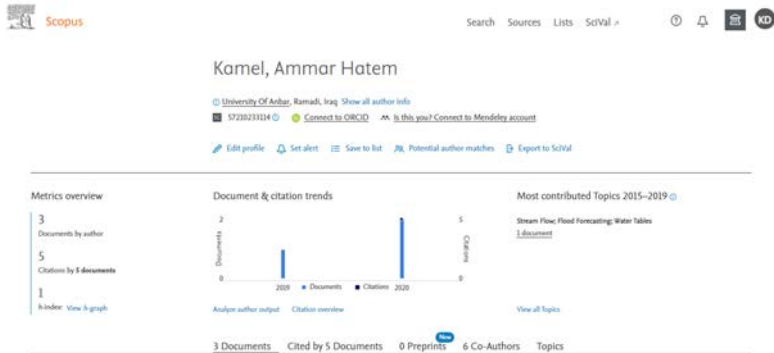 Scopus
Search Sources Lists SciVal ↗
KD
Kamel, Ammar Hatem
University Of Anbar, Ramadi, Iraq Show all author info
57210233114 Connect to ORCID Is this you? Connect to Mendeley account
Edit profile Set alert Save to list Potential author matches Export to SciVal
Metrics overview
3
Documents by author
5
Citations by 5 documents
1
h-index: View h-graph
Document & citation trends
2
5
Documents
Citations
0
0
2019 Documents Citations 2020
Analyze author output Citation overview
Most contributed Topics 2015–2019
Stream Flow; Flood Forecasting; Water Tables
1 document
View all Topics
New
3 Documents Cited by 5 Documents 0 Preprints 6 Co-Authors Topics